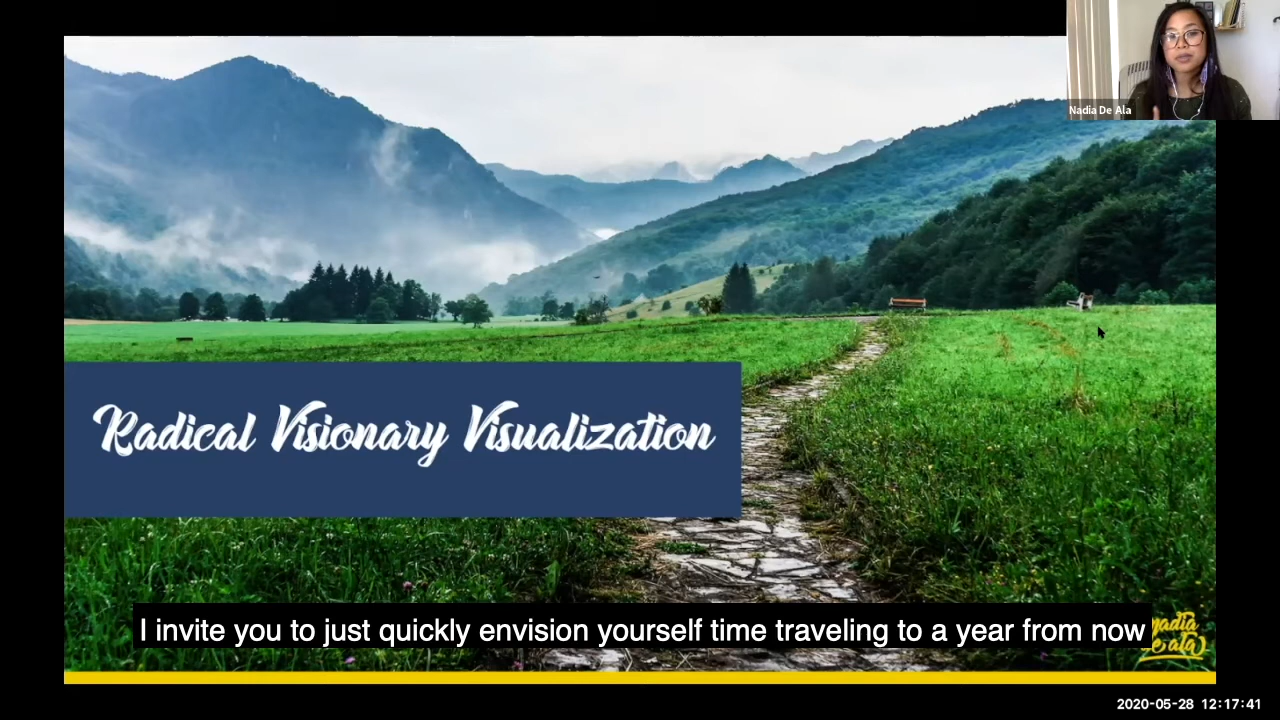 Nadia De Ala
Radical Visionary Visualization
I invite you to just quickly envision yourself time traveling to a year from now
nadia
de ala
2020-05-28 12:17:41